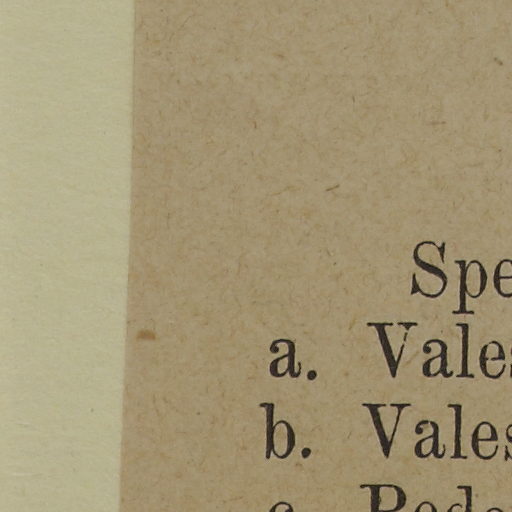 Spe
a. Vales
b. Vales
c.